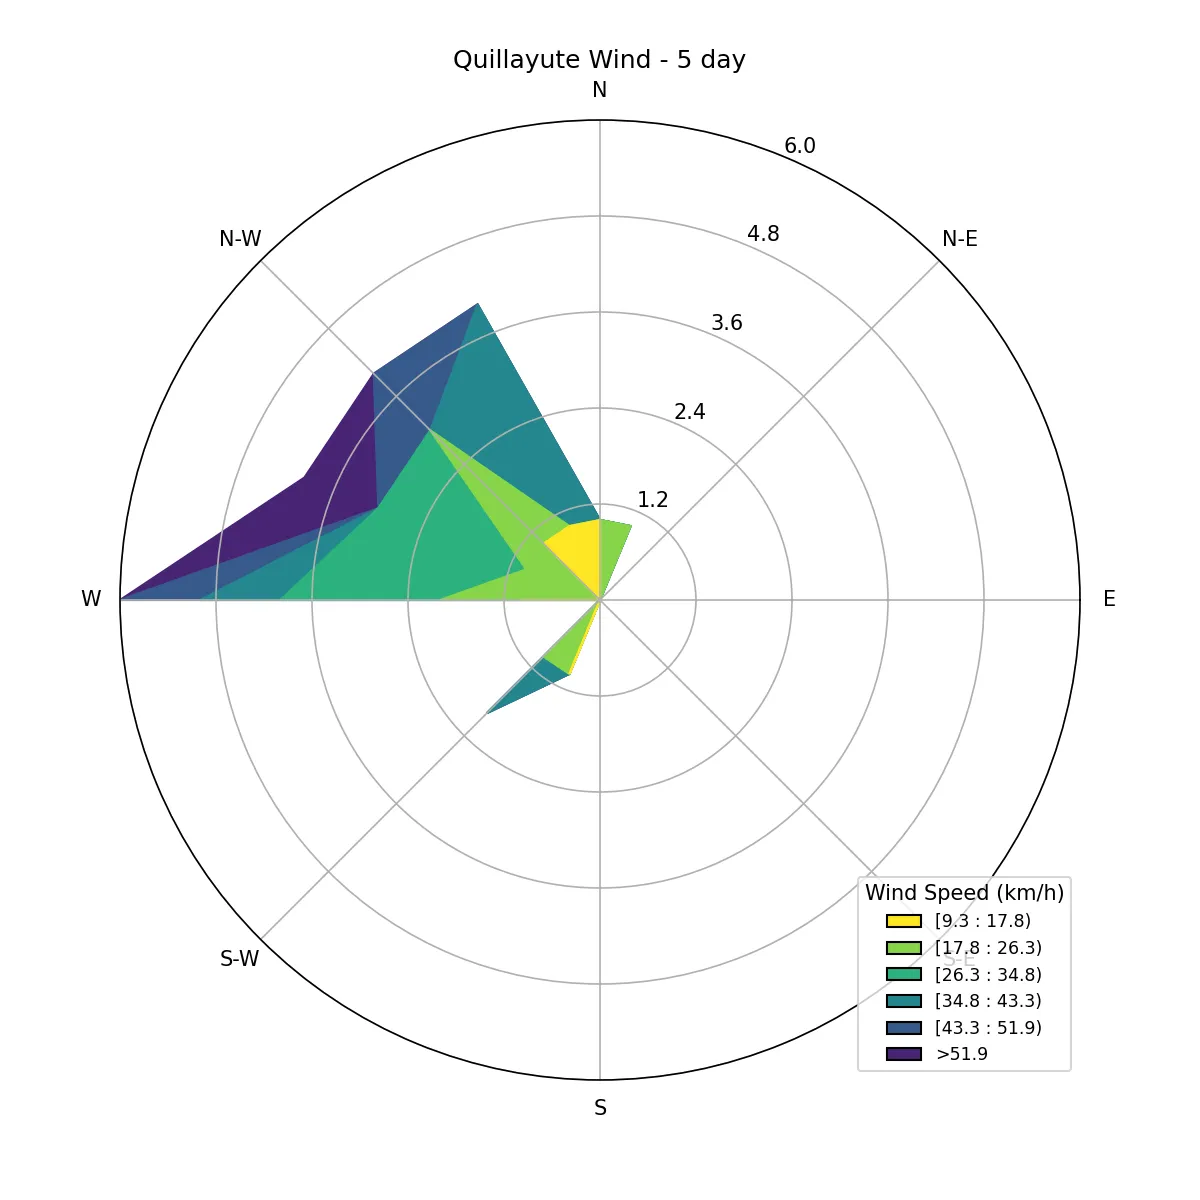 Quillayute Wind - 5 day
N
6.0
4.8
N-W
N-E
3.6
2.4
1.2
W
E
Wind Speed (km/h)
[9.3 : 17.8)
[17.8 : 26.3)
S-W
S-E
[26.3 : 34.8)
[34.8 : 43.3)
[43.3 : 51.9)
>51.9
S